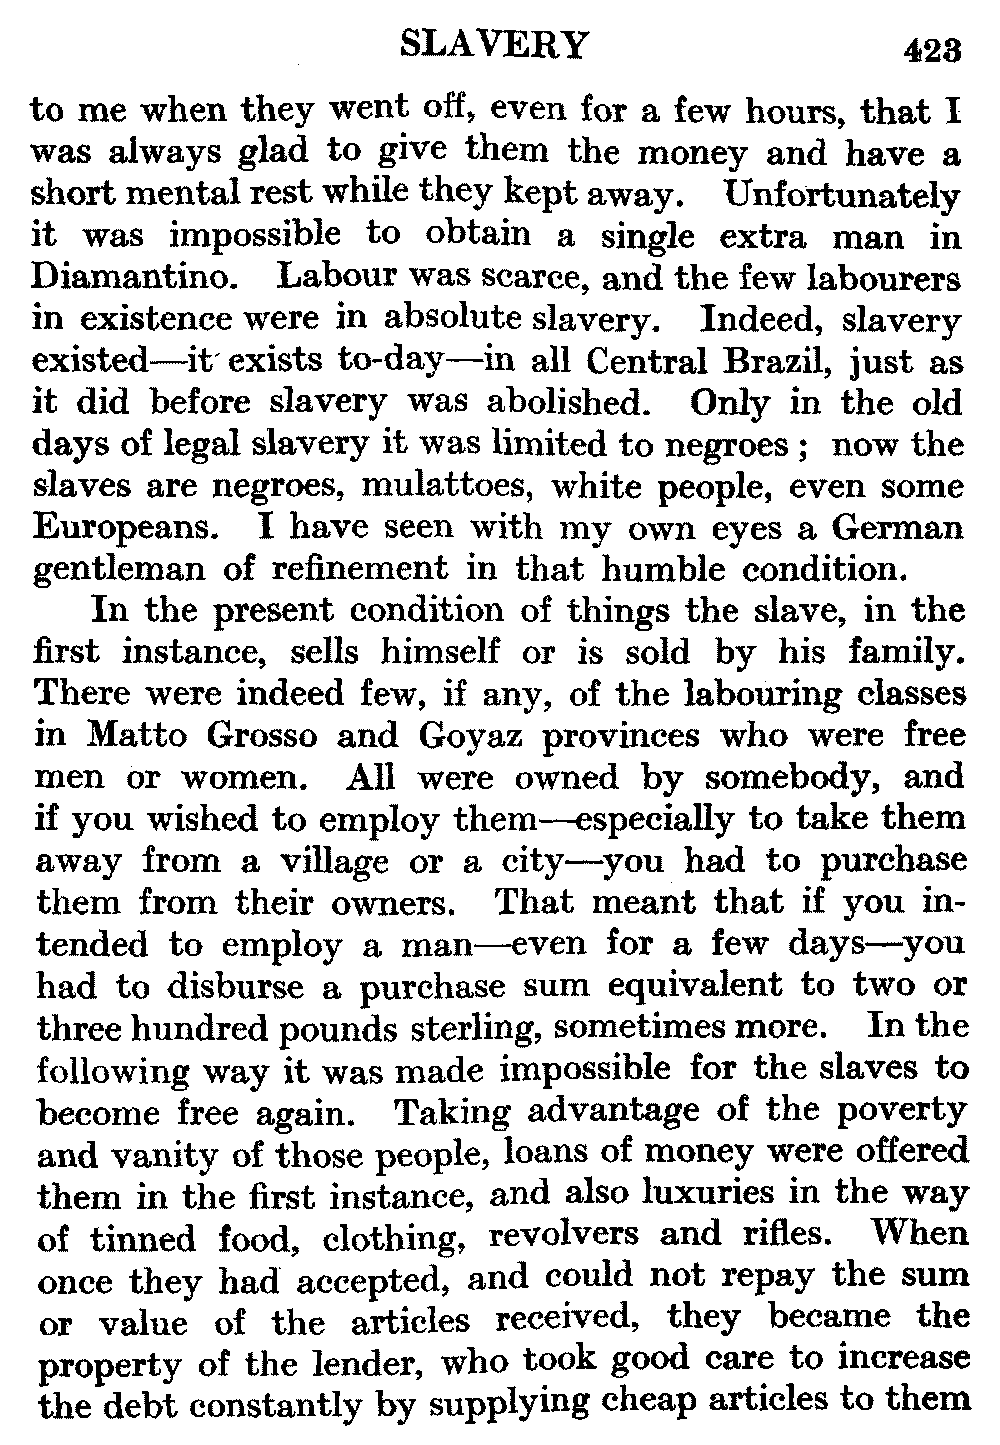 SLAVERY 423
to me when they went off, even for a few hours, that I
was always glad to give them the money and have a
short mental rest while they kept away. Unfortunately
it was impossible to obtain a single extra man in
Diamantino. Labour was scarce, and the few labourers
in existence were in absolute slavery. Indeed, slavery
existed—it exists to-day—in all Central Brazil, just as
it did before slavery was abolished. Only in the old
days of legal slavery it was limited to negroes ; now the
slaves are negroes, mulattoes, white people, even some
Europeans. I have seen with my own eyes a German
gentleman of refinement in that humble condition.
In the present condition of things the slave, in the
first instance, sells himself or is sold by his family.
There were indeed few, if any, of the labouring classes
in Matto Grosso and Goyaz provinces who were free
men or women. All were owned by somebody, and
if you wished to employ them—especially to take them
away from a village or a city—you had to purchase
them from their owners. That meant that if you in-
tended to employ a man—even for a few days—you
had to disburse a purchase sum equivalent to two or
three hundred pounds sterling, sometimes more. In the
following way it was made impossible for the slaves to
become free again. Taking advantage of the poverty
and vanity of those people, loans of money were offered
them in the first instance, and also luxuries in the way
of tinned food, clothing, revolvers and rifles. When
once they had accepted, and could not repay the sum
or value of the articles received, they became the
property of the lender, who took good care to increase
the debt constantly by supplying cheap articles to them